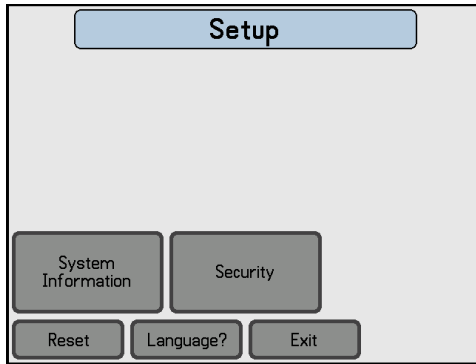 Setup
System
Information
Security
Reset
Language?
Exit